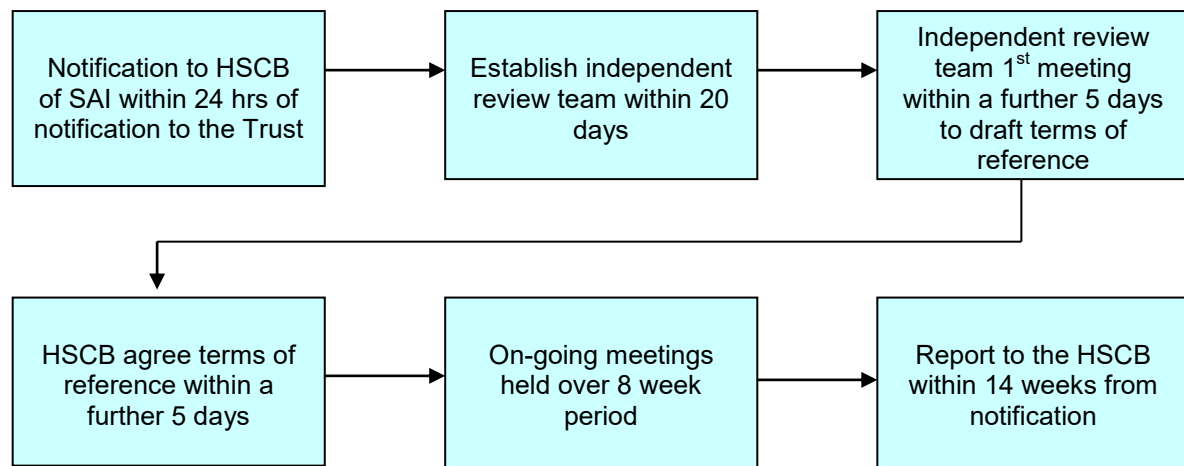 Notification to HSCB
of SAI within 24 hrs of
notification to the Trust
Establish independent
review team within 20
days
Independent review
team 1st meeting
within a further 5 days
to draft terms of
reference
HSCB agree terms of
reference within a
further 5 days
On-going meetings
held over 8 week
period
Report to the HSCB
within 14 weeks from
notification